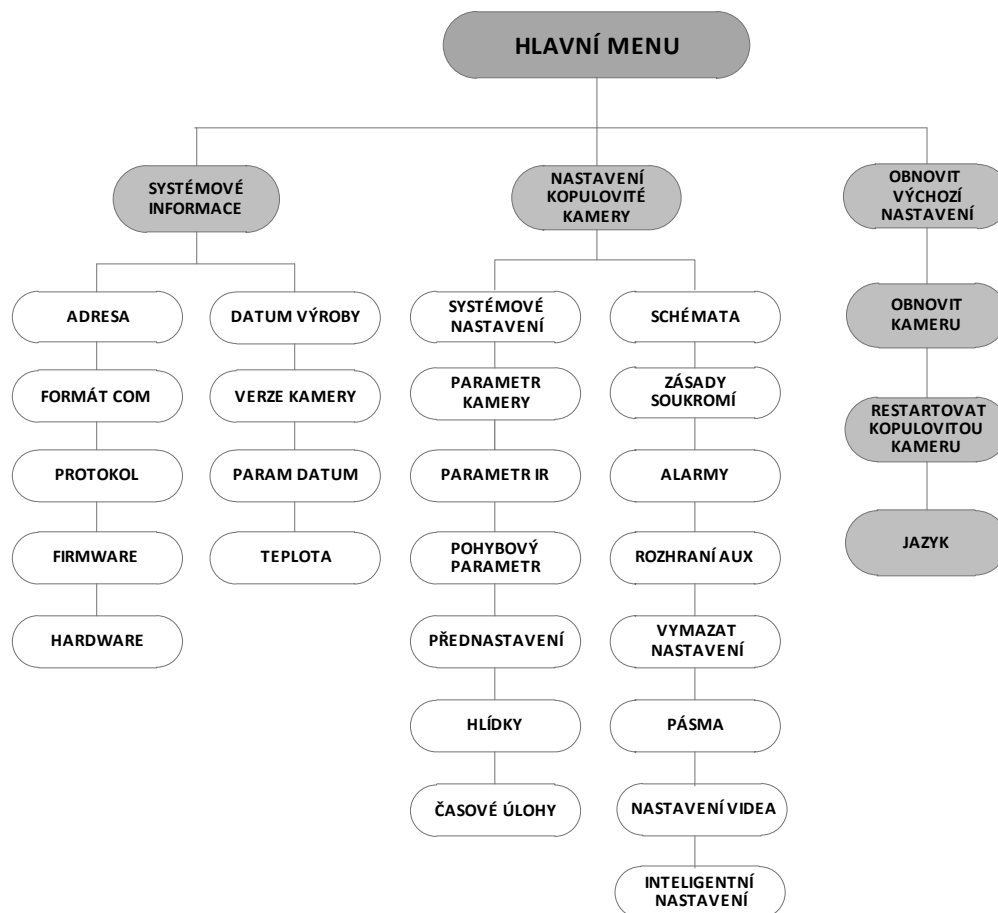 HLAVNÍ MENU
SYSTÉMOVÉ
INFORMACE
NASTAVENÍ
KOPULOVITÉ
KAMERY
OBNOVIT
VÝCHOZÍ
NASTAVENÍ
ADRESA
DATUM VÝROBY
SYSTÉMOVÉ
NASTAVENÍ
SCHÉMATA
OBNOVIT
KAMERU
FORMÁT COM
VERZE KAMERY
PARAMETR
KAMERY
ZÁSADY
SOUKROMÍ
RESTARTOVAT
KOPULOVITOU
KAMERU
PROTOKOL
PARAM DATUM
PARAMETR IR
ALARMY
JAZYK
FIRMWARE
TEPLOTA
POHYBOVÝ
PARAMETR
ROZHRANÍ AUX
HARDWARE
PŘEDNASTAVENÍ
VYMAZAT
NASTAVENÍ
HLÍDKY
PÁSMA
ČASOVÉ ÚLOHY
NASTAVENÍ VIDEA
INTELIGENTNÍ
NASTAVENÍ